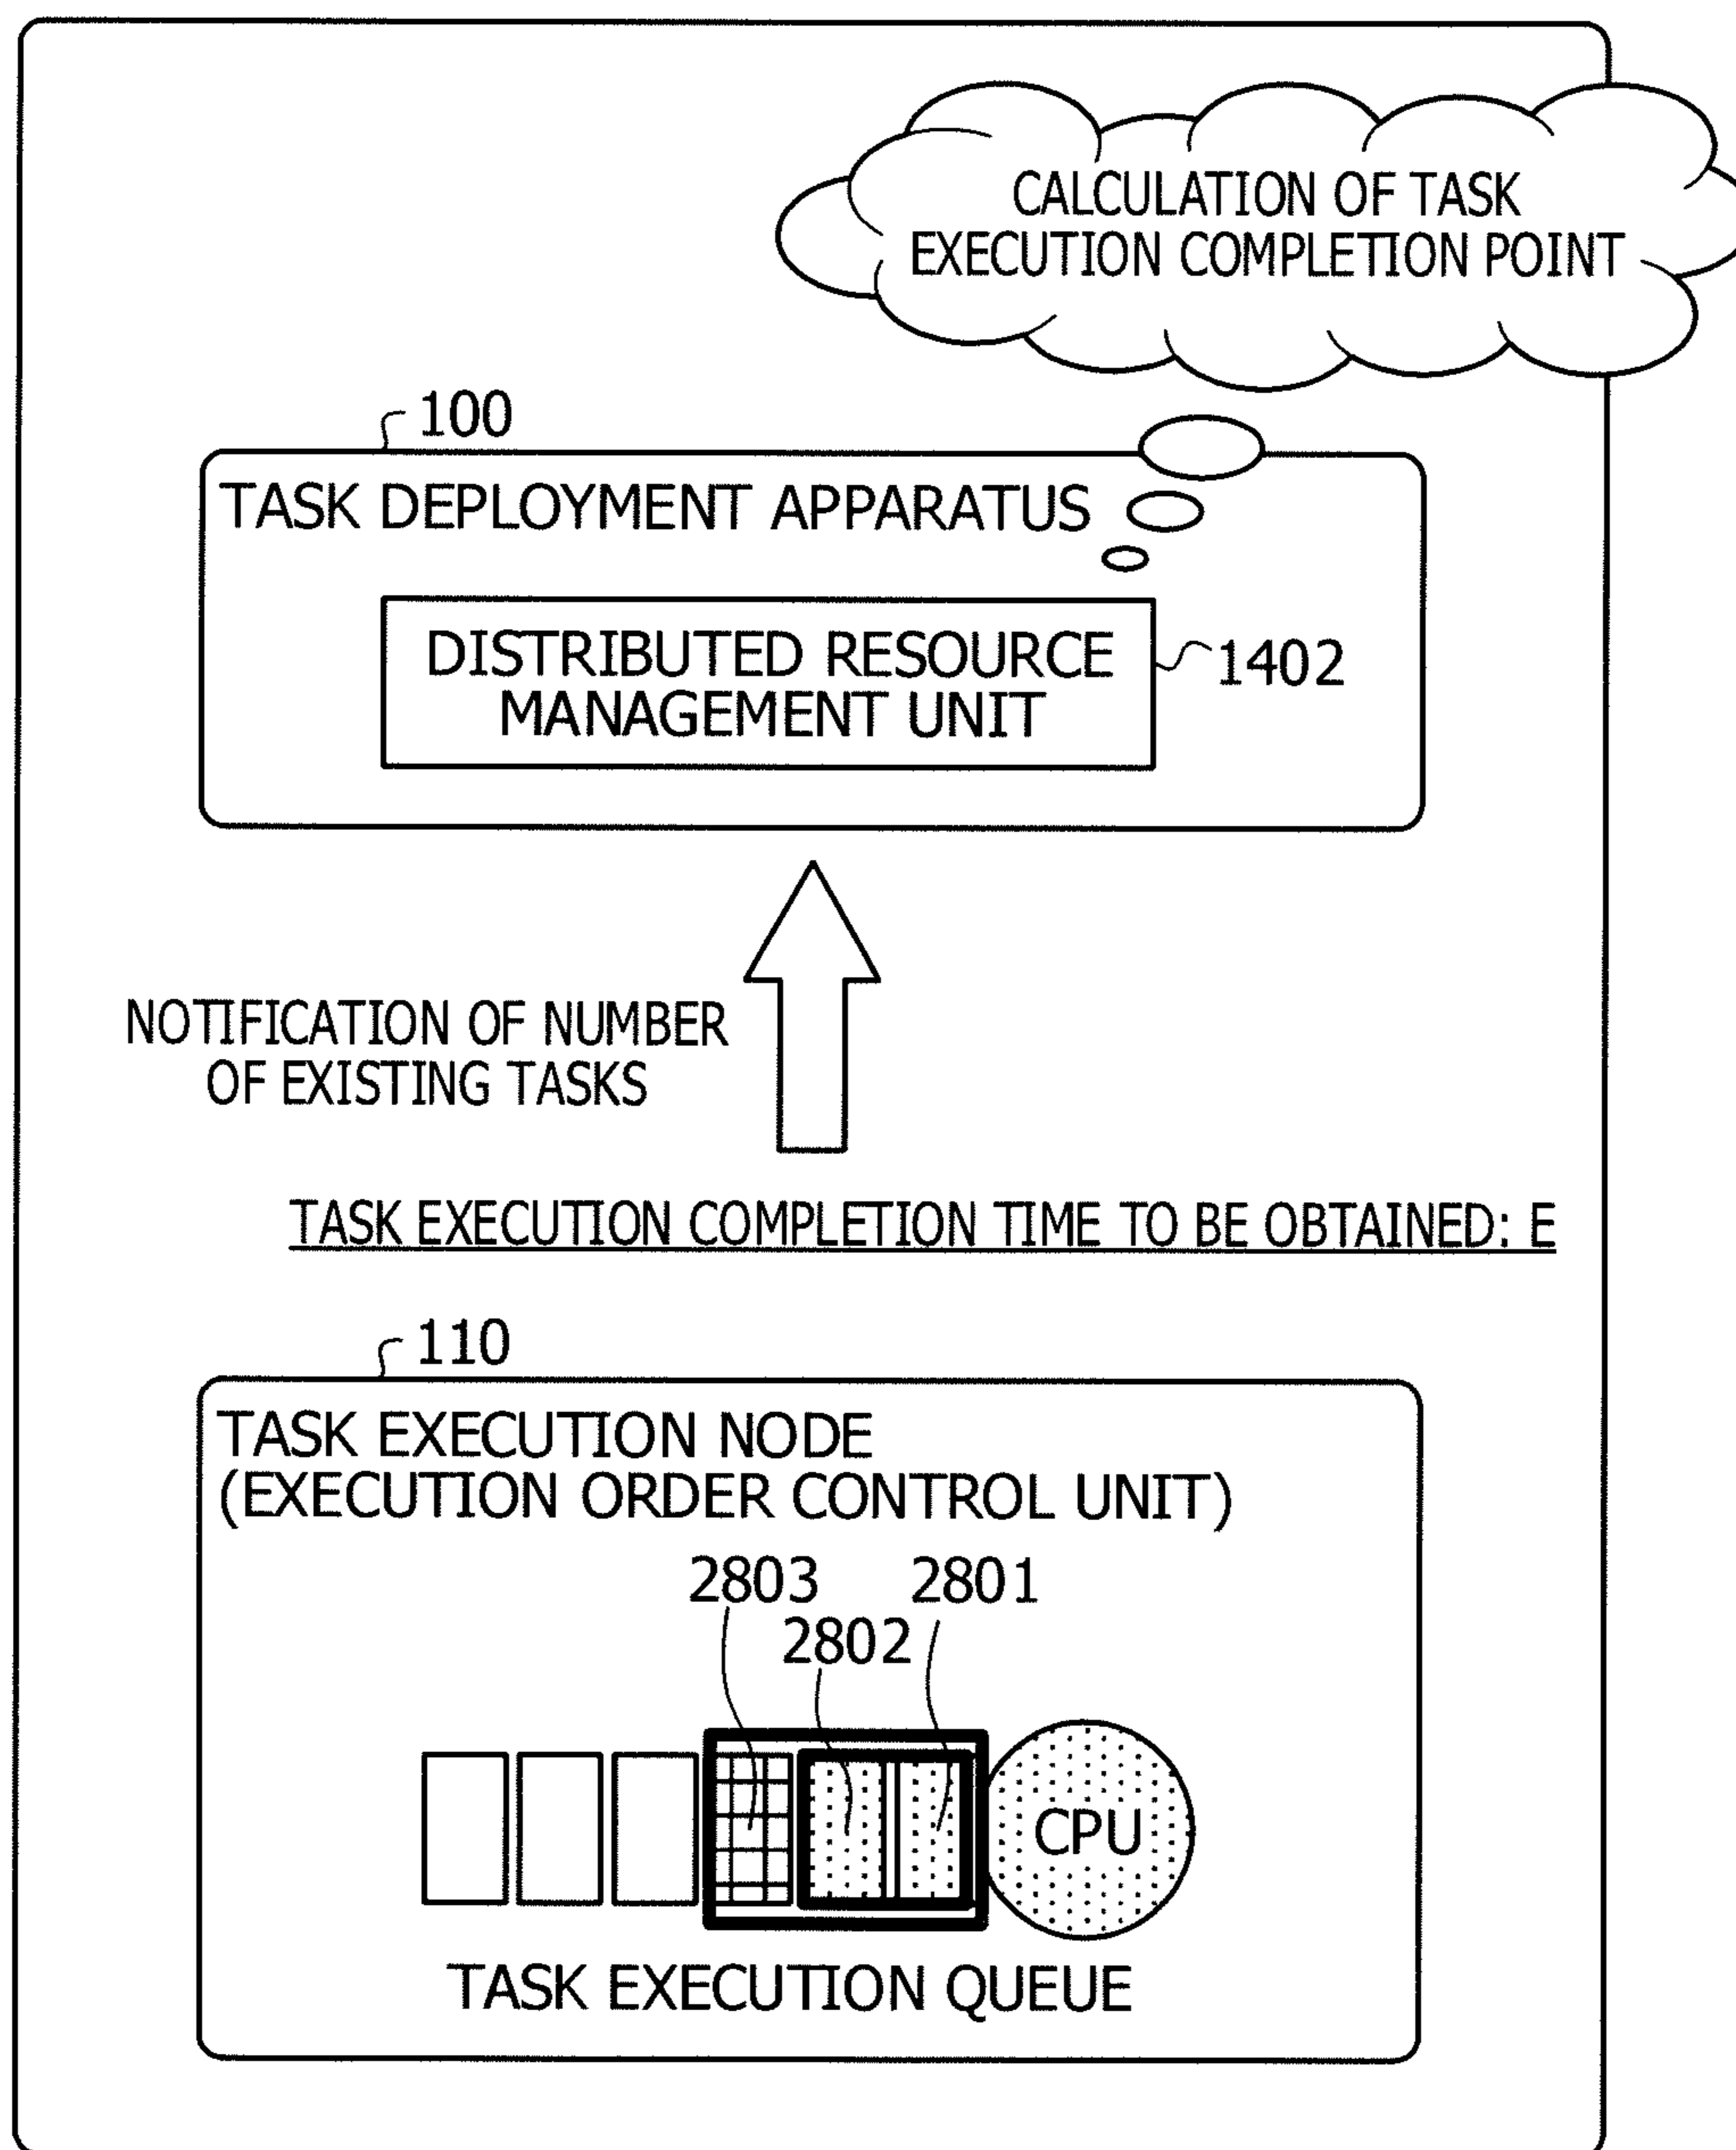 CALCULATION OF TASK
EXECUTION COMPLETION POINT
100
TASK DEPLOYMENT APPARATUS
DISTRIBUTED RESOURCE
MANAGEMENT UNIT
1402
NOTIFICATION OF NUMBER
OF EXISTING TASKS
TASK EXECUTION COMPLETION TIME TO BE OBTAINED: E
110
TASK EXECUTION NODE
(EXECUTION ORDER CONTROL UNIT)
2803
2801
2802
CPU
TASK EXECUTION QUEUE